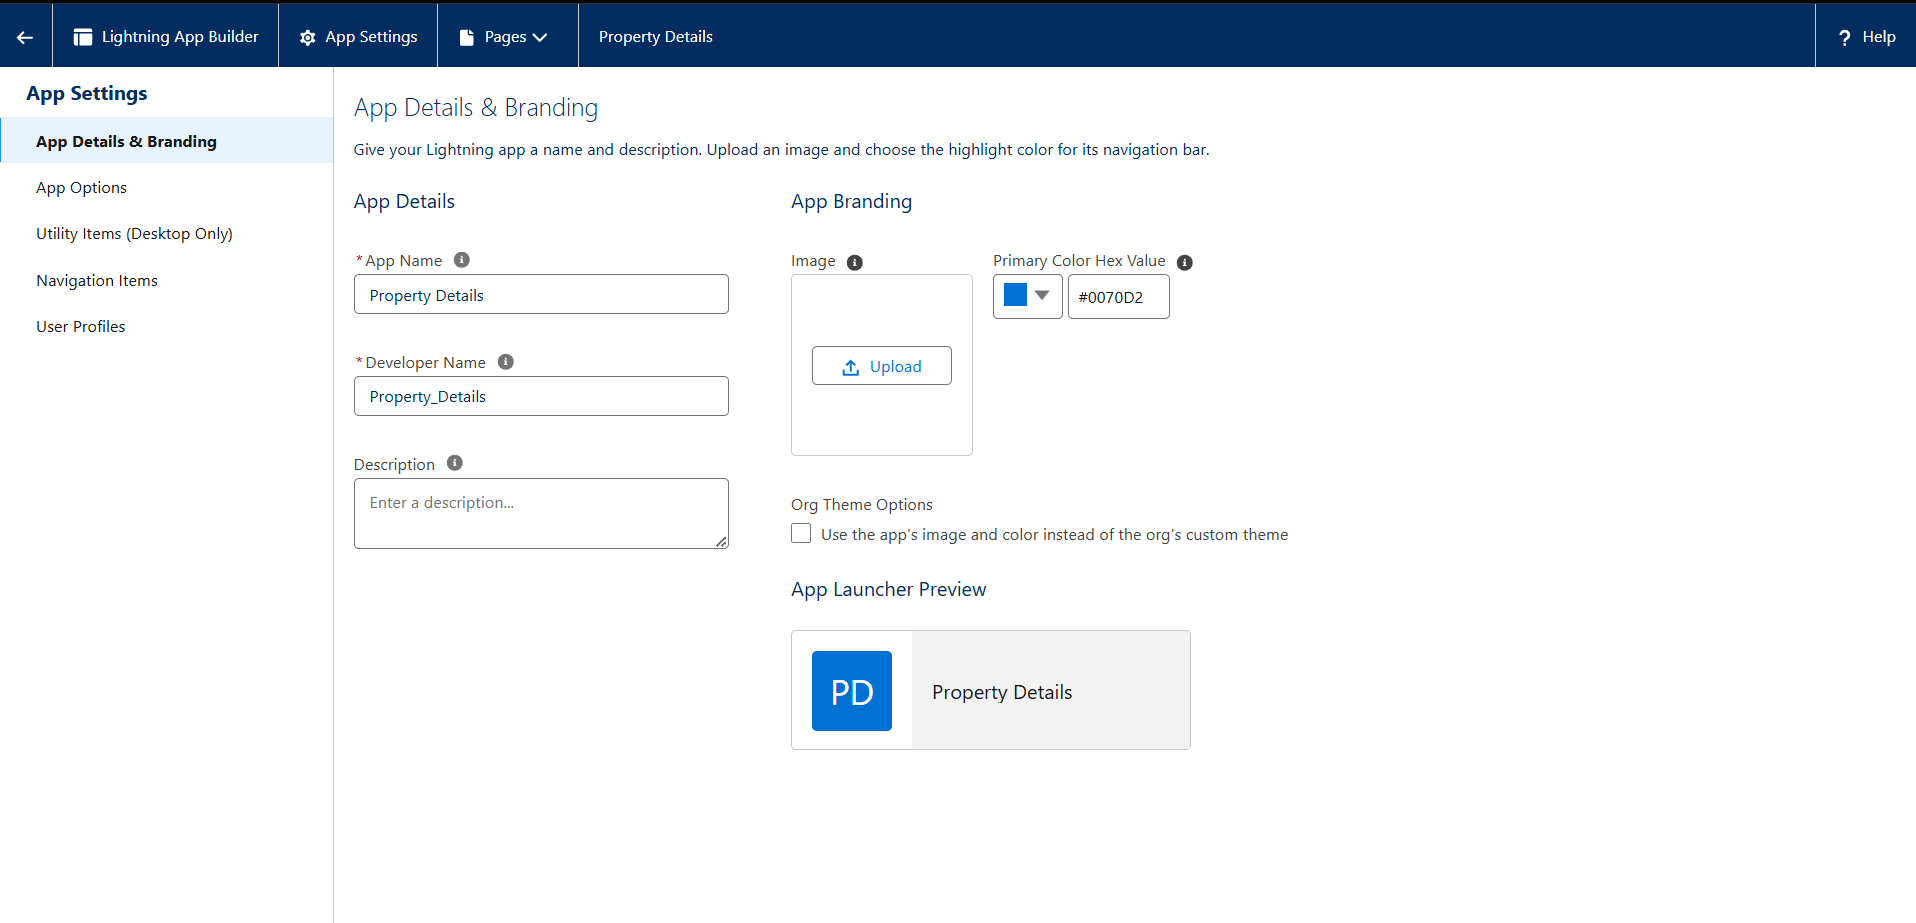 Lightning App Builder
App Settings
Pages
Property Details
? Help
App Settings
App Details & Branding
App Options
Utility Items (Desktop Only)
Navigation Items
User Profiles
App Details & Branding
Give your Lightning app a name and description. Upload an image and choose the highlight color for its navigation bar.
App Details
*App Name
Property Details
*Developer Name
Property_Details
Description
Enter a description...
App Branding
Image
Upload
Primary Color Hex Value
#0070D2
Org Theme Options
Use the app's image and color instead of the org's custom theme
App Launcher Preview
PD
Property Details